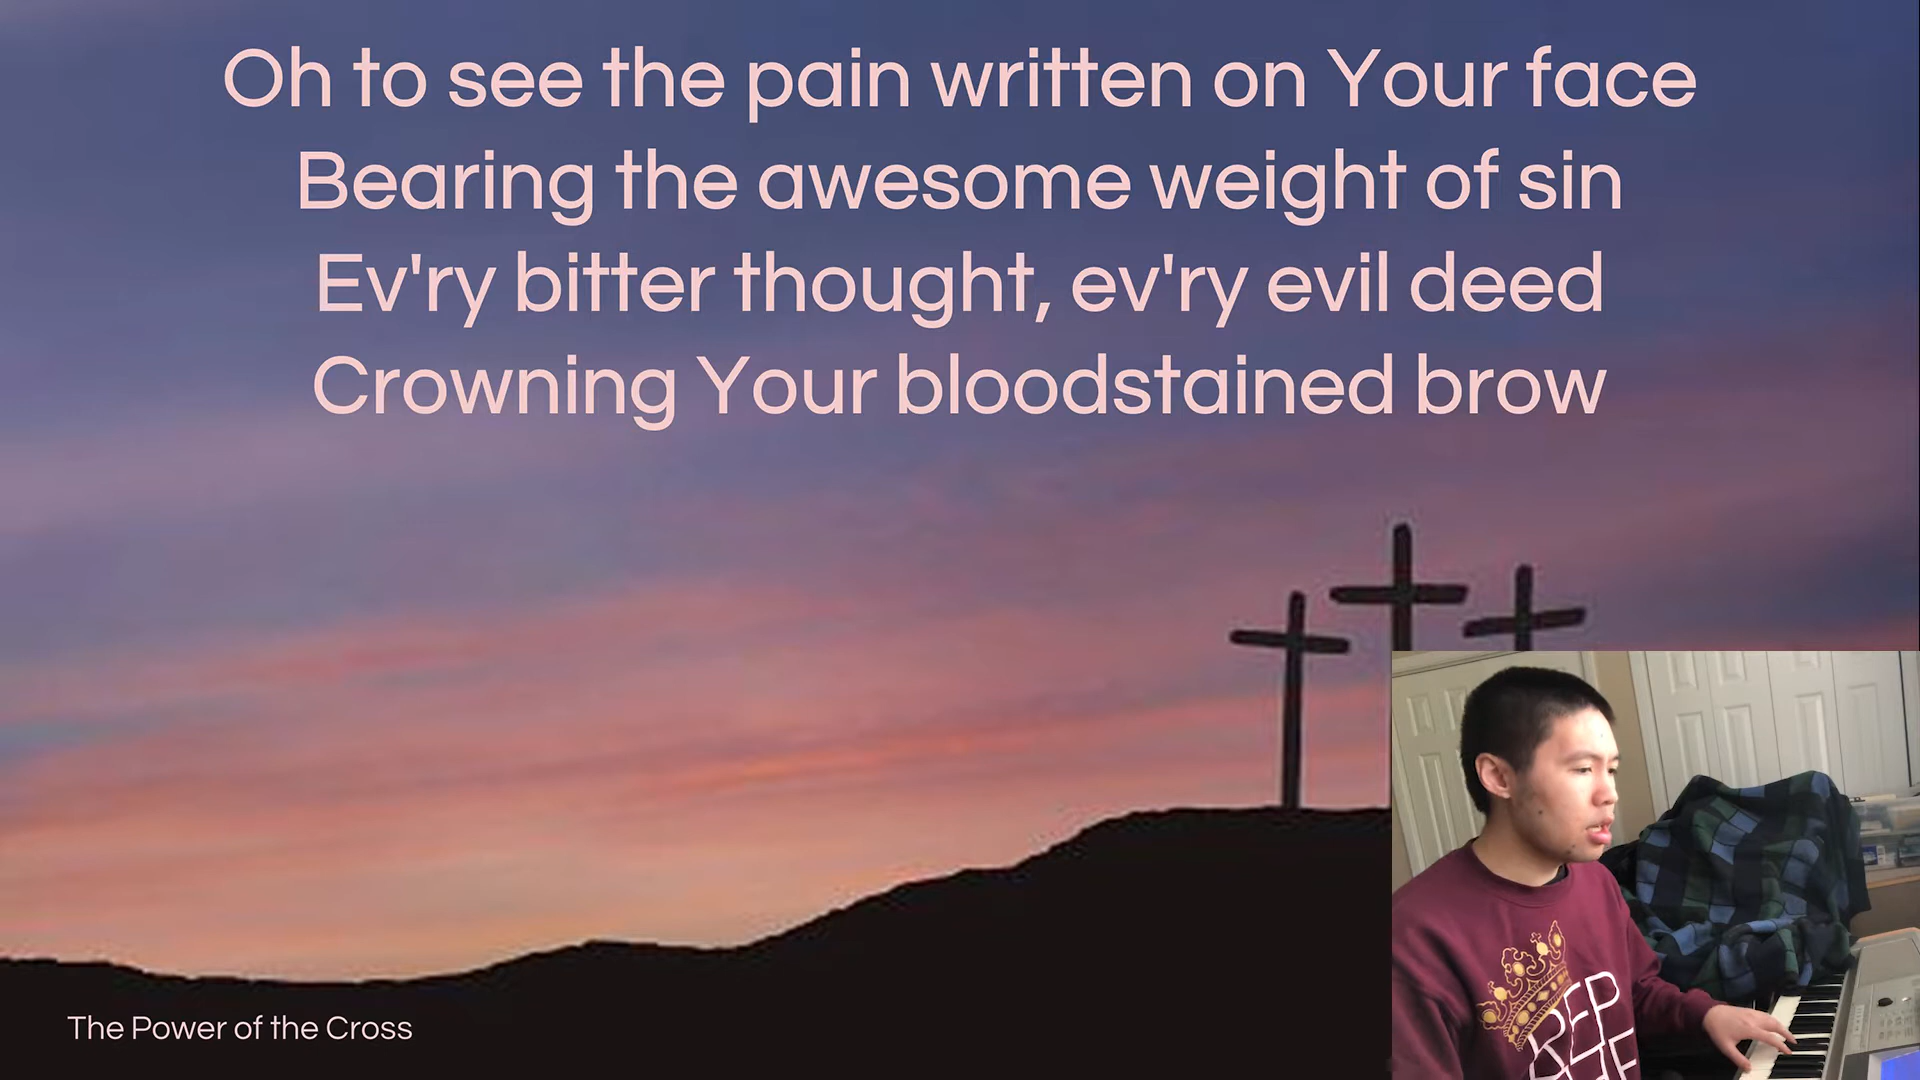 Oh to see the pain written on Your face
Bearing the awesome weight of sin
Ev'ry bitter thought, ev'ry evil deed
Crowning Your bloodstained brow
The Power of the Cross
REP